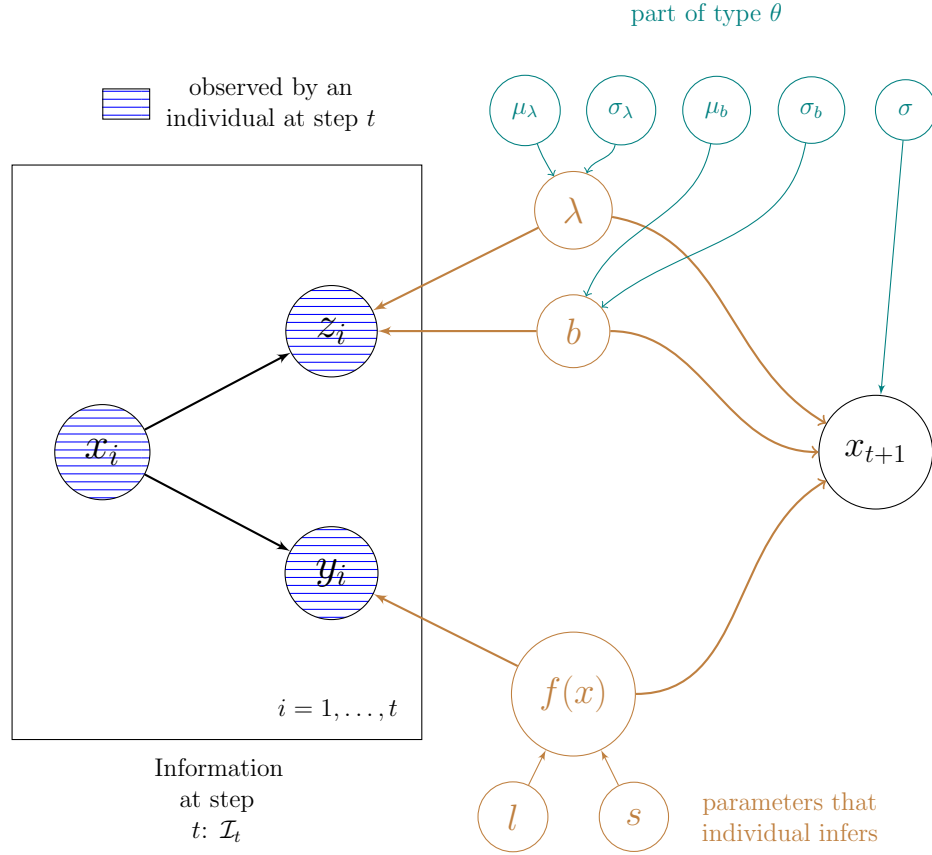 part of type θ
observed by an
individual at step t
μ_λ σ_λ μ_b σ_b σ
λ
z_i b
x_i x_{t+1}
y_i
f(x)
i = 1, . . . , t
Information
at step
t: 𝓘_t
l s
parameters that
individual infers